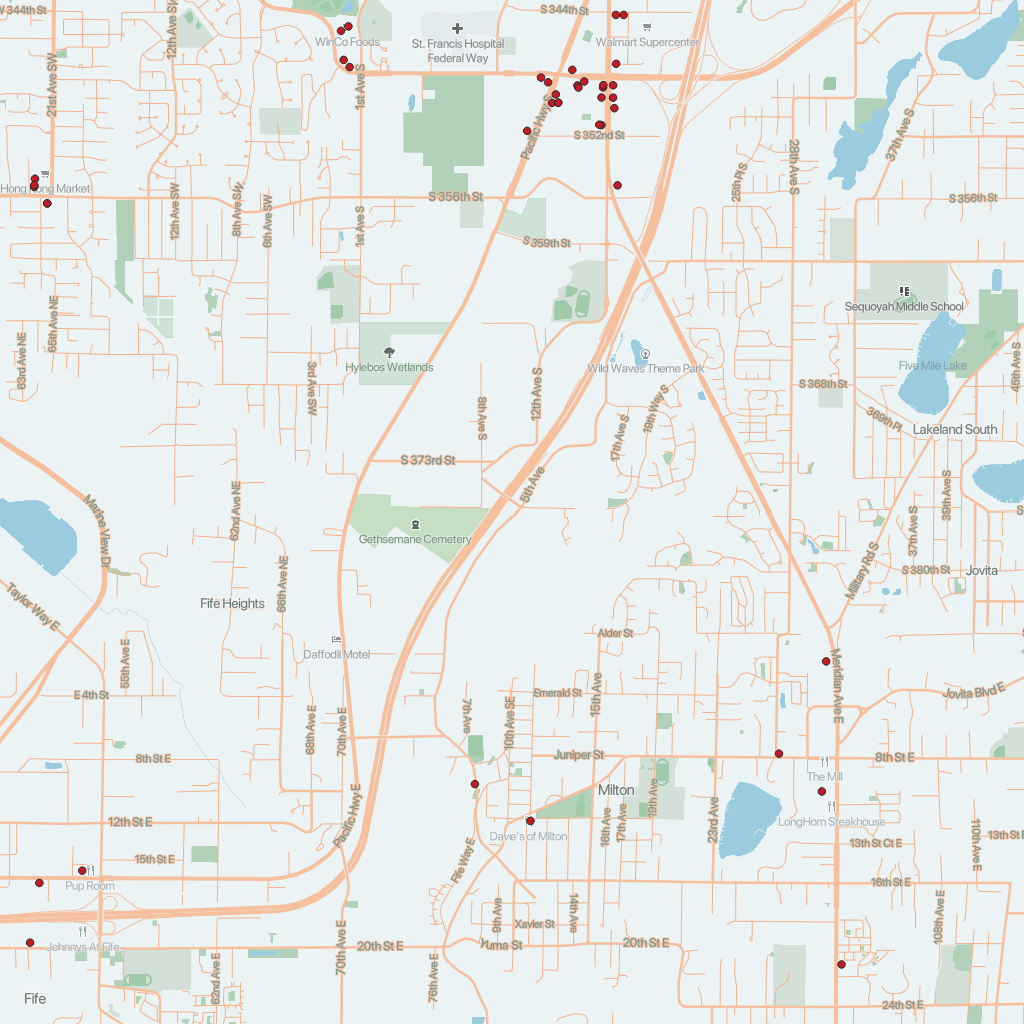 W 344th St
S 344th St
12th Ave SW
WinCo Foods
St. Francis Hospital
Federal Way
Walmart Supercenter
21st Ave SW
1st Ave S
Pacific Hwy S
S 352nd St
37th Ave S
28th Ave S
25th Pl S
Hong Kong Market
12th Ave SW
8th Ave SW
6th Ave SW
1st Ave S
S 356th St
S 356th St
S 359th St
Sequoyah Middle School
65th Ave NE
63rd Ave NE
Hylebos Wetlands
Wild Waves Theme Park
Five Mile Lake
45th Ave S
3rd Ave SW
8th Ave S
12th Ave S
S 368th St
369th Pl
17th Ave S
19th Way S
Lakeland South
S 373rd St
5th Ave
Marine View Dr
62nd Ave NE
39th Ave S
37th Ave S
Gethsemane Cemetery
Military Rd S
S 380th St
Jovita
66th Ave NE
Taylor Way E
Fife Heights
Alder St
Daffodil Motel
55th Ave E
Meridian Ave E
E 4th St
Emerald St
15th Ave
Jovita Blvd E
7th Ave
10th Ave SE
68th Ave E
70th Ave E
8th St E
Juniper St
8th St E
The Mill
Milton
19th Ave
LongHorn Steakhouse
12th St E
Pacific Hwy E
Dave's of Milton
16th Ave
17th Ave
23rd Ave
13th St Ct E
110th Ave E
13th St E
15th St E
Fife Way E
Pup Room
16th St E
9th Ave
14th Ave
Xavier St
108th Ave E
Johnnys At Fife
70th Ave E
20th St E
Yuma St
20th St E
62nd Ave E
76th Ave E
Fife
24th St E